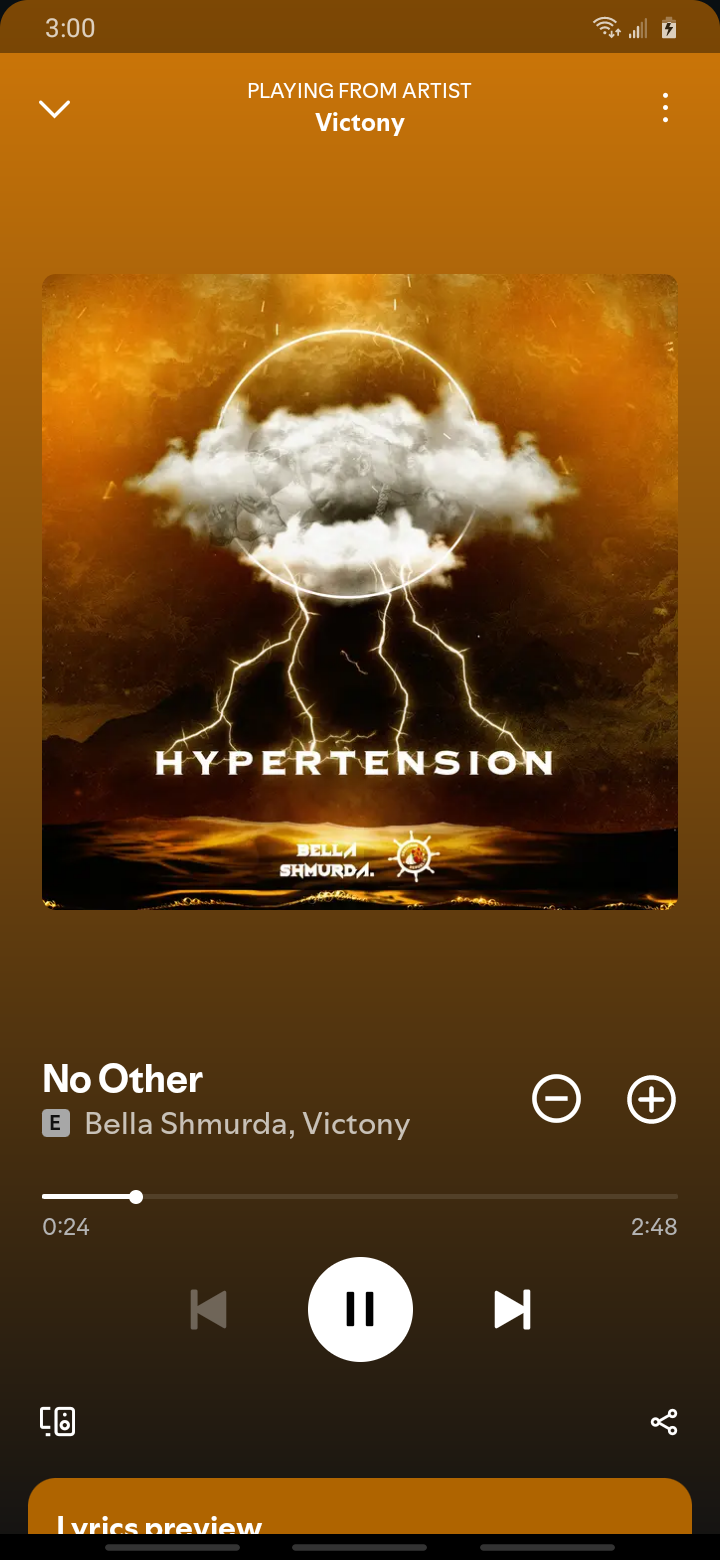 3:00
PLAYING FROM ARTIST
Victony
HYPERTENSION
BELLA
SHMURDA.
No Other
E Bella Shmurda, Victony
0:24
2:48
Lyrics preview